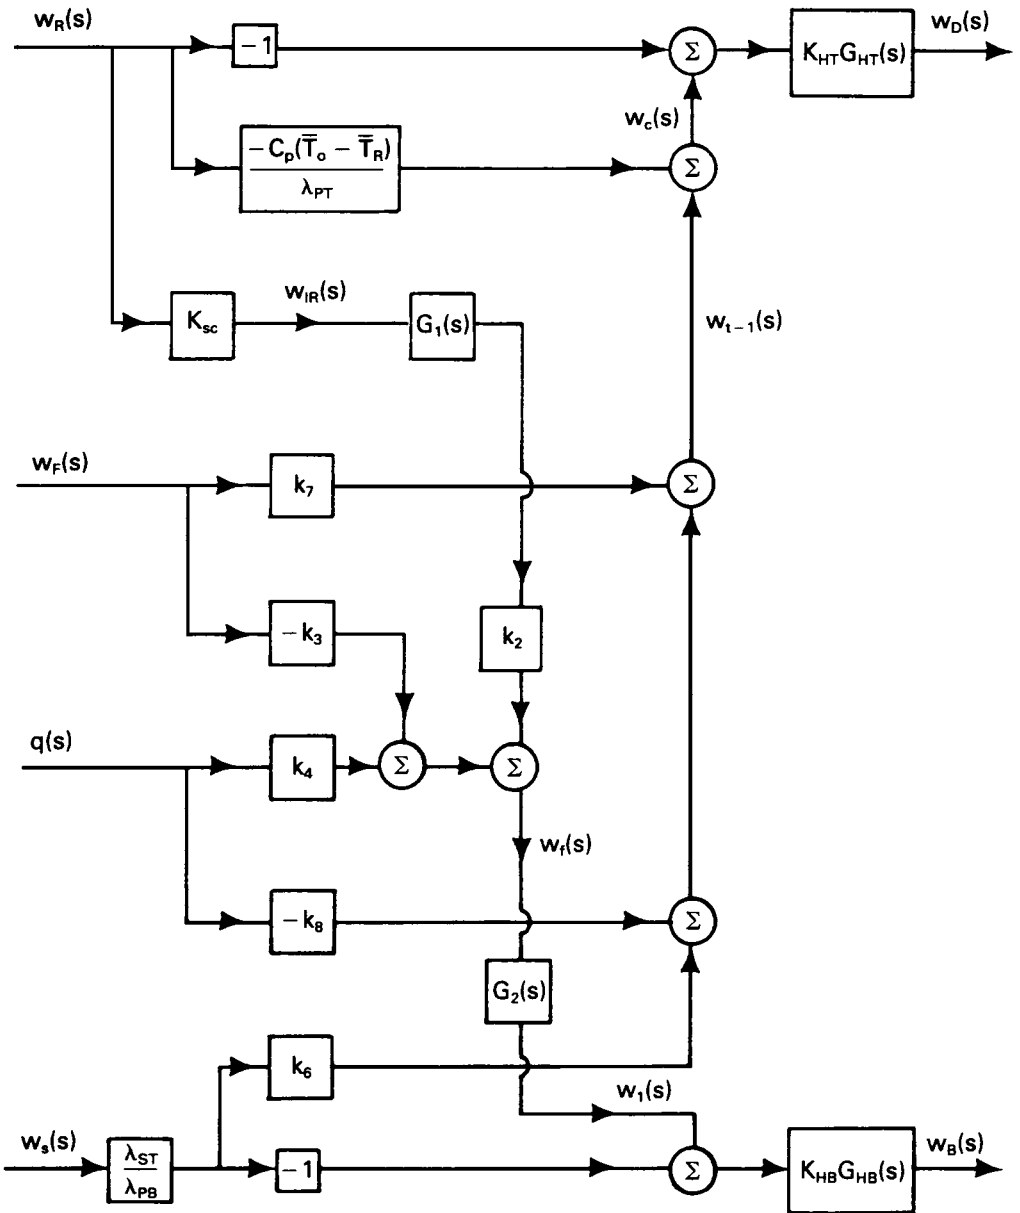 w_R(s)
−1
Σ
K_HT G_HT(s)
w_D(s)
w_c(s)
−C_p(T̄_o − T̄_R)
λ_PT
Σ
K_sc
w_IR(s)
G_1(s)
w_{t−1}(s)
w_F(s)
k_7
Σ
−k_3
k_2
q(s)
k_4
Σ
Σ
w_f(s)
−k_8
Σ
G_2(s)
k_6
w_1(s)
w_s(s)
λ_ST
λ_PB
−1
Σ
K_HB G_HB(s)
w_B(s)